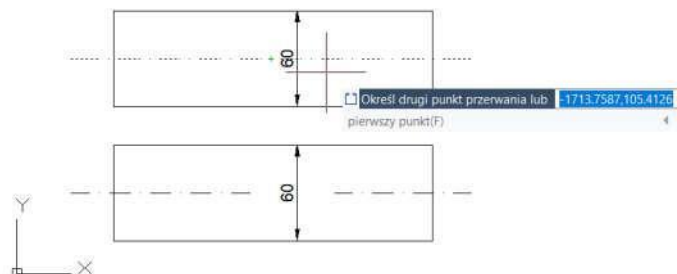 60
Określ drugi punkt przerwania lub -1713.7587,105.4126
pierwszy punkt(F)
60
Y
X